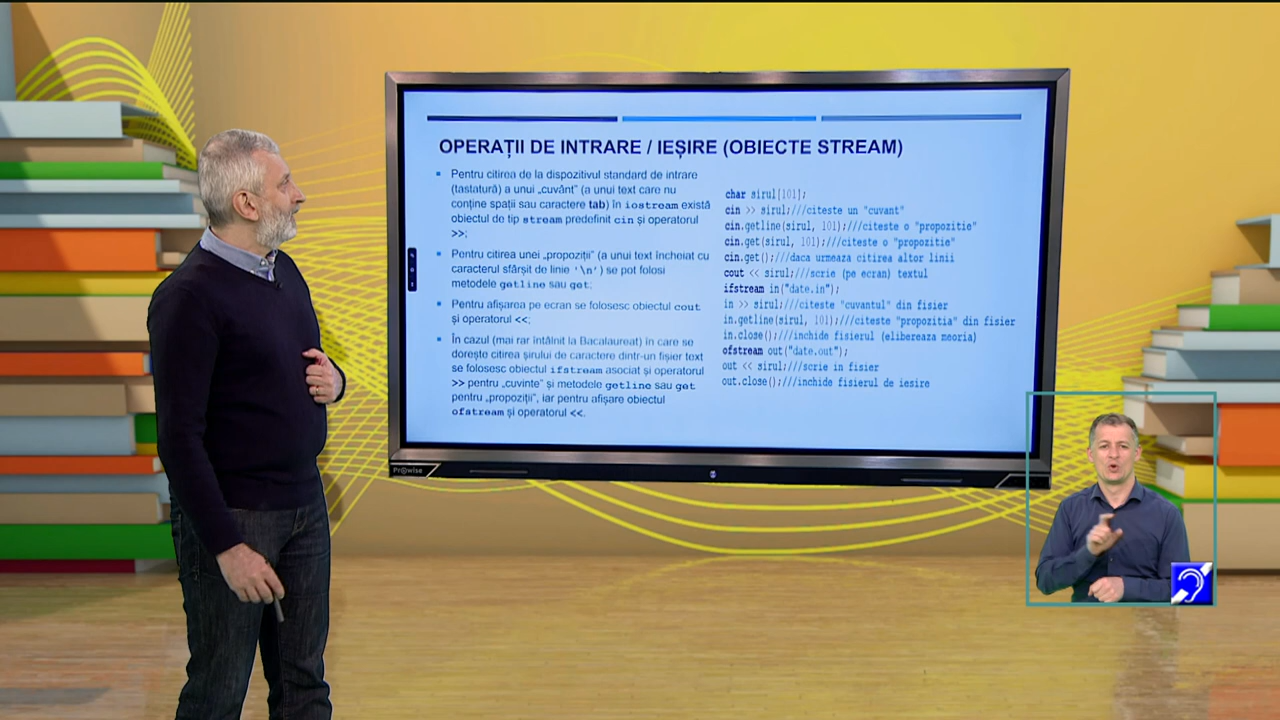 OPERAȚII DE INTRARE / IEȘIRE (OBIECTE STREAM)
Pentru citirea de la dispozitivul standard de intrare
(tastatură) a unui „cuvânt” (a unui text care nu
conține spații sau caractere tab) în iostream există
obiectul de tip stream predefinit cin și operatorul
>>;
Pentru citirea unei „propoziții” (a unui text încheiat cu
caracterul sfârșit de linie '\n') se pot folosi
metodele getline sau get;
Pentru afișarea pe ecran se folosesc obiectul cout
și operatorul <<;
În cazul (mai rar întâlnit la Bacalaureat) în care se
dorește citirea șirului de caractere dintr-un fișier text
se folosesc obiectul ifstream asociat și operatorul
>> pentru „cuvinte” și metodele getline sau get
pentru „propoziții”, iar pentru afișare obiectul
ofstream și operatorul <<.
char sirul[101];
cin >> sirul;///citeste un "cuvant"
cin.getline(sirul, 101);///citeste o "propozitie"
cin.get(sirul, 101);///citeste o "propozitie"
cin.get();///daca urmeaza citirea altor linii
cout << sirul;///scrie (pe ecran) textul
ifstream in("date.in");
in >> sirul;///citeste "cuvantul" din fisier
in.getline(sirul, 101);///citeste "propozitia" din fisier
in.close();///inchide fisierul (elibereaza meoria)
ofstream out("date.out");
out << sirul;///scrie in fisier
out.close();///inchide fisierul de iesire
Prowise